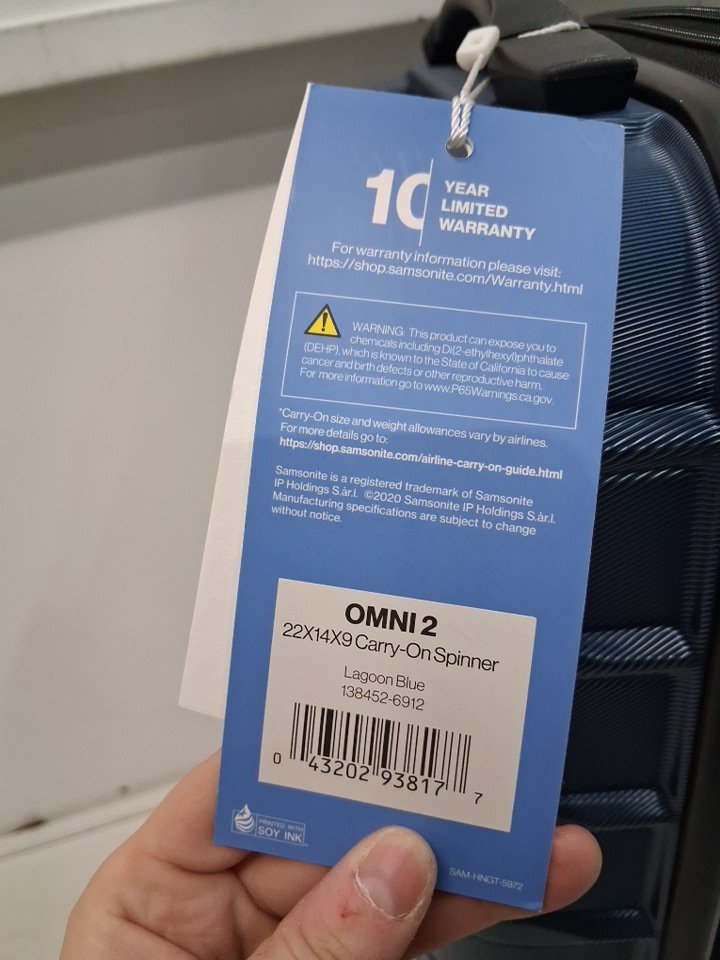 10 YEAR
LIMITED
WARRANTY
For warranty information please visit:
https://shop.samsonite.com/Warranty.html
WARNING: This product can expose you to
chemicals including Di(2-ethylhexyl)phthalate
(DEHP), which is known to the State of California to cause
cancer and birth defects or other reproductive harm.
For more information go to www.P65Warnings.ca.gov.
*Carry-On size and weight allowances vary by airlines.
For more details go to:
https://shop.samsonite.com/airline-carry-on-guide.html
Samsonite is a registered trademark of Samsonite
IP Holdings S.àr.l. ©2020 Samsonite IP Holdings S.àr.l.
Manufacturing specifications are subject to change
without notice.
OMNI 2
22X14X9 Carry-On Spinner
Lagoon Blue
138452-6912
0 43202 93817 7
PRINTED WITH
SOY INK
SAM-HNGT-5972